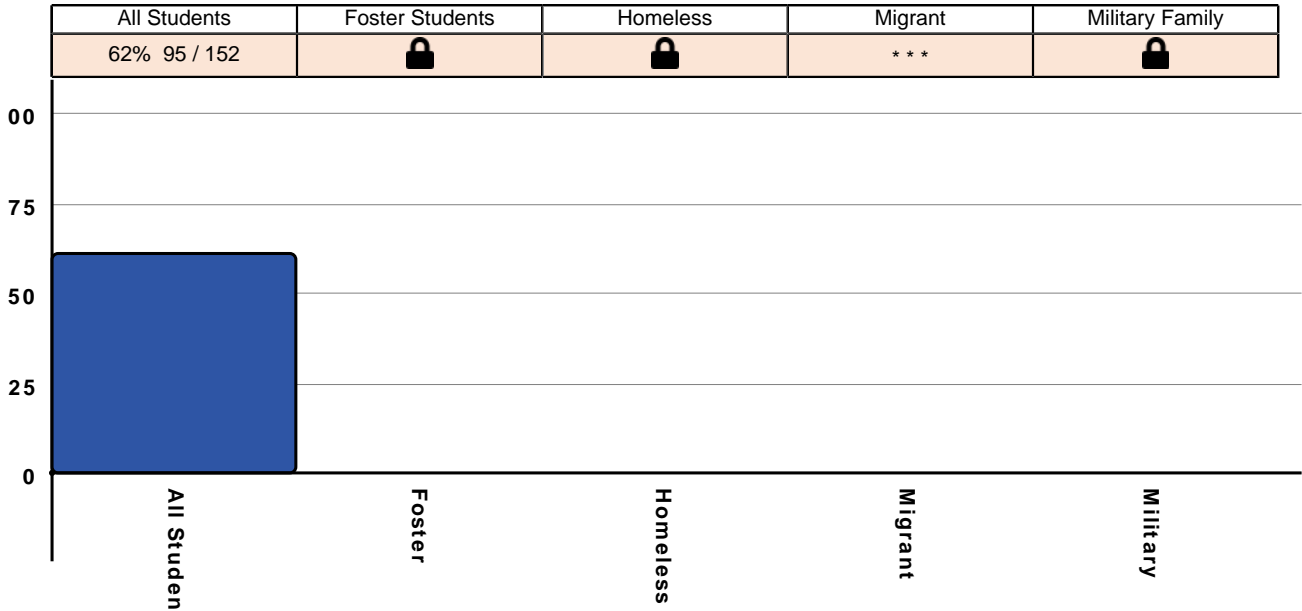 All Students Foster Students Homeless Migrant Military Family
62% 95 / 152 * * *
00
75
50
25
0
All Studen
Foster
Homeless
Migrant
Military